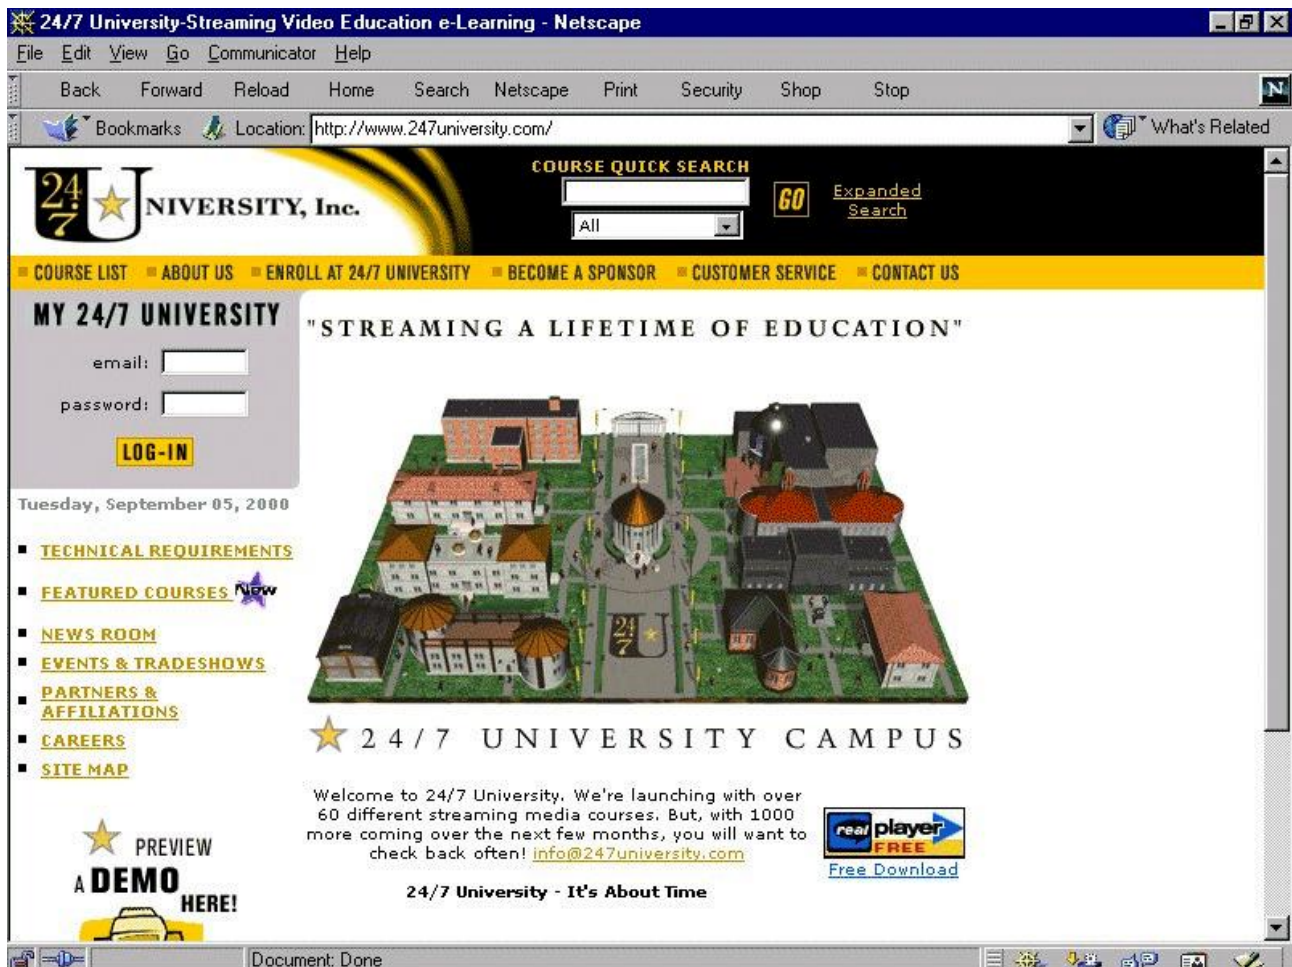 24/7 University-Streaming Video Education e-Learning - Netscape
File Edit View Go Communicator Help
Back Forward Reload Home Search Netscape Print Security Shop Stop
N
Bookmarks Location: http://www.247university.com/ What's Related
24/7 UNIVERSITY, Inc.
COURSE QUICK SEARCH
GO
Expanded
Search
All
COURSE LIST ABOUT US ENROLL AT 24/7 UNIVERSITY BECOME A SPONSOR CUSTOMER SERVICE CONTACT US
MY 24/7 UNIVERSITY
email:
password:
LOG-IN
Tuesday, September 05, 2000
TECHNICAL REQUIREMENTS
FEATURED COURSES New
NEWS ROOM
EVENTS & TRADESHOWS
PARTNERS &
AFFILIATIONS
CAREERS
SITE MAP
PREVIEW
A DEMO
HERE!
"STREAMING A LIFETIME OF EDUCATION"
24/7 U
24/7 UNIVERSITY CAMPUS
Welcome to 24/7 University. We're launching with over
60 different streaming media courses. But, with 1000
more coming over the next few months, you will want to
check back often! info@247university.com
24/7 University - It's About Time
real player
FREE
Free Download
Document: Done